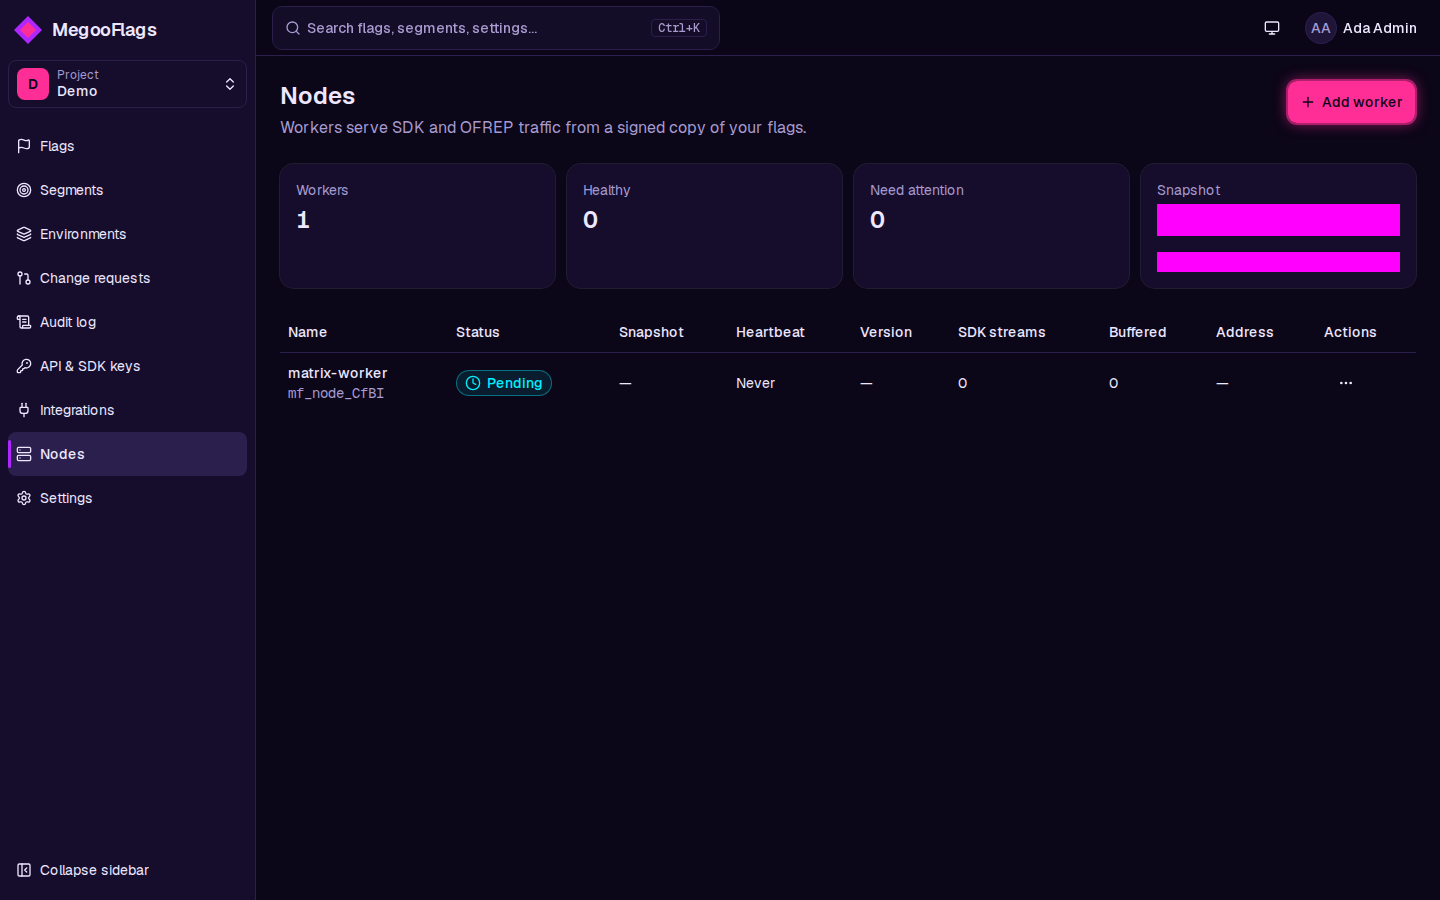 MegooFlags
Search flags, segments, settings...
Ctrl+K
AA
Ada Admin
D
Project
Demo
Flags
Segments
Environments
Change requests
Audit log
API & SDK keys
Integrations
Nodes
Settings
Collapse sidebar
Nodes
Workers serve SDK and OFREP traffic from a signed copy of your flags.
+ Add worker
Workers
1
Healthy
0
Need attention
0
Snapshot
Name Status Snapshot Heartbeat Version SDK streams Buffered Address Actions
matrix-worker
mf_node_CfBI
Pending — Never — 0 0 — ...